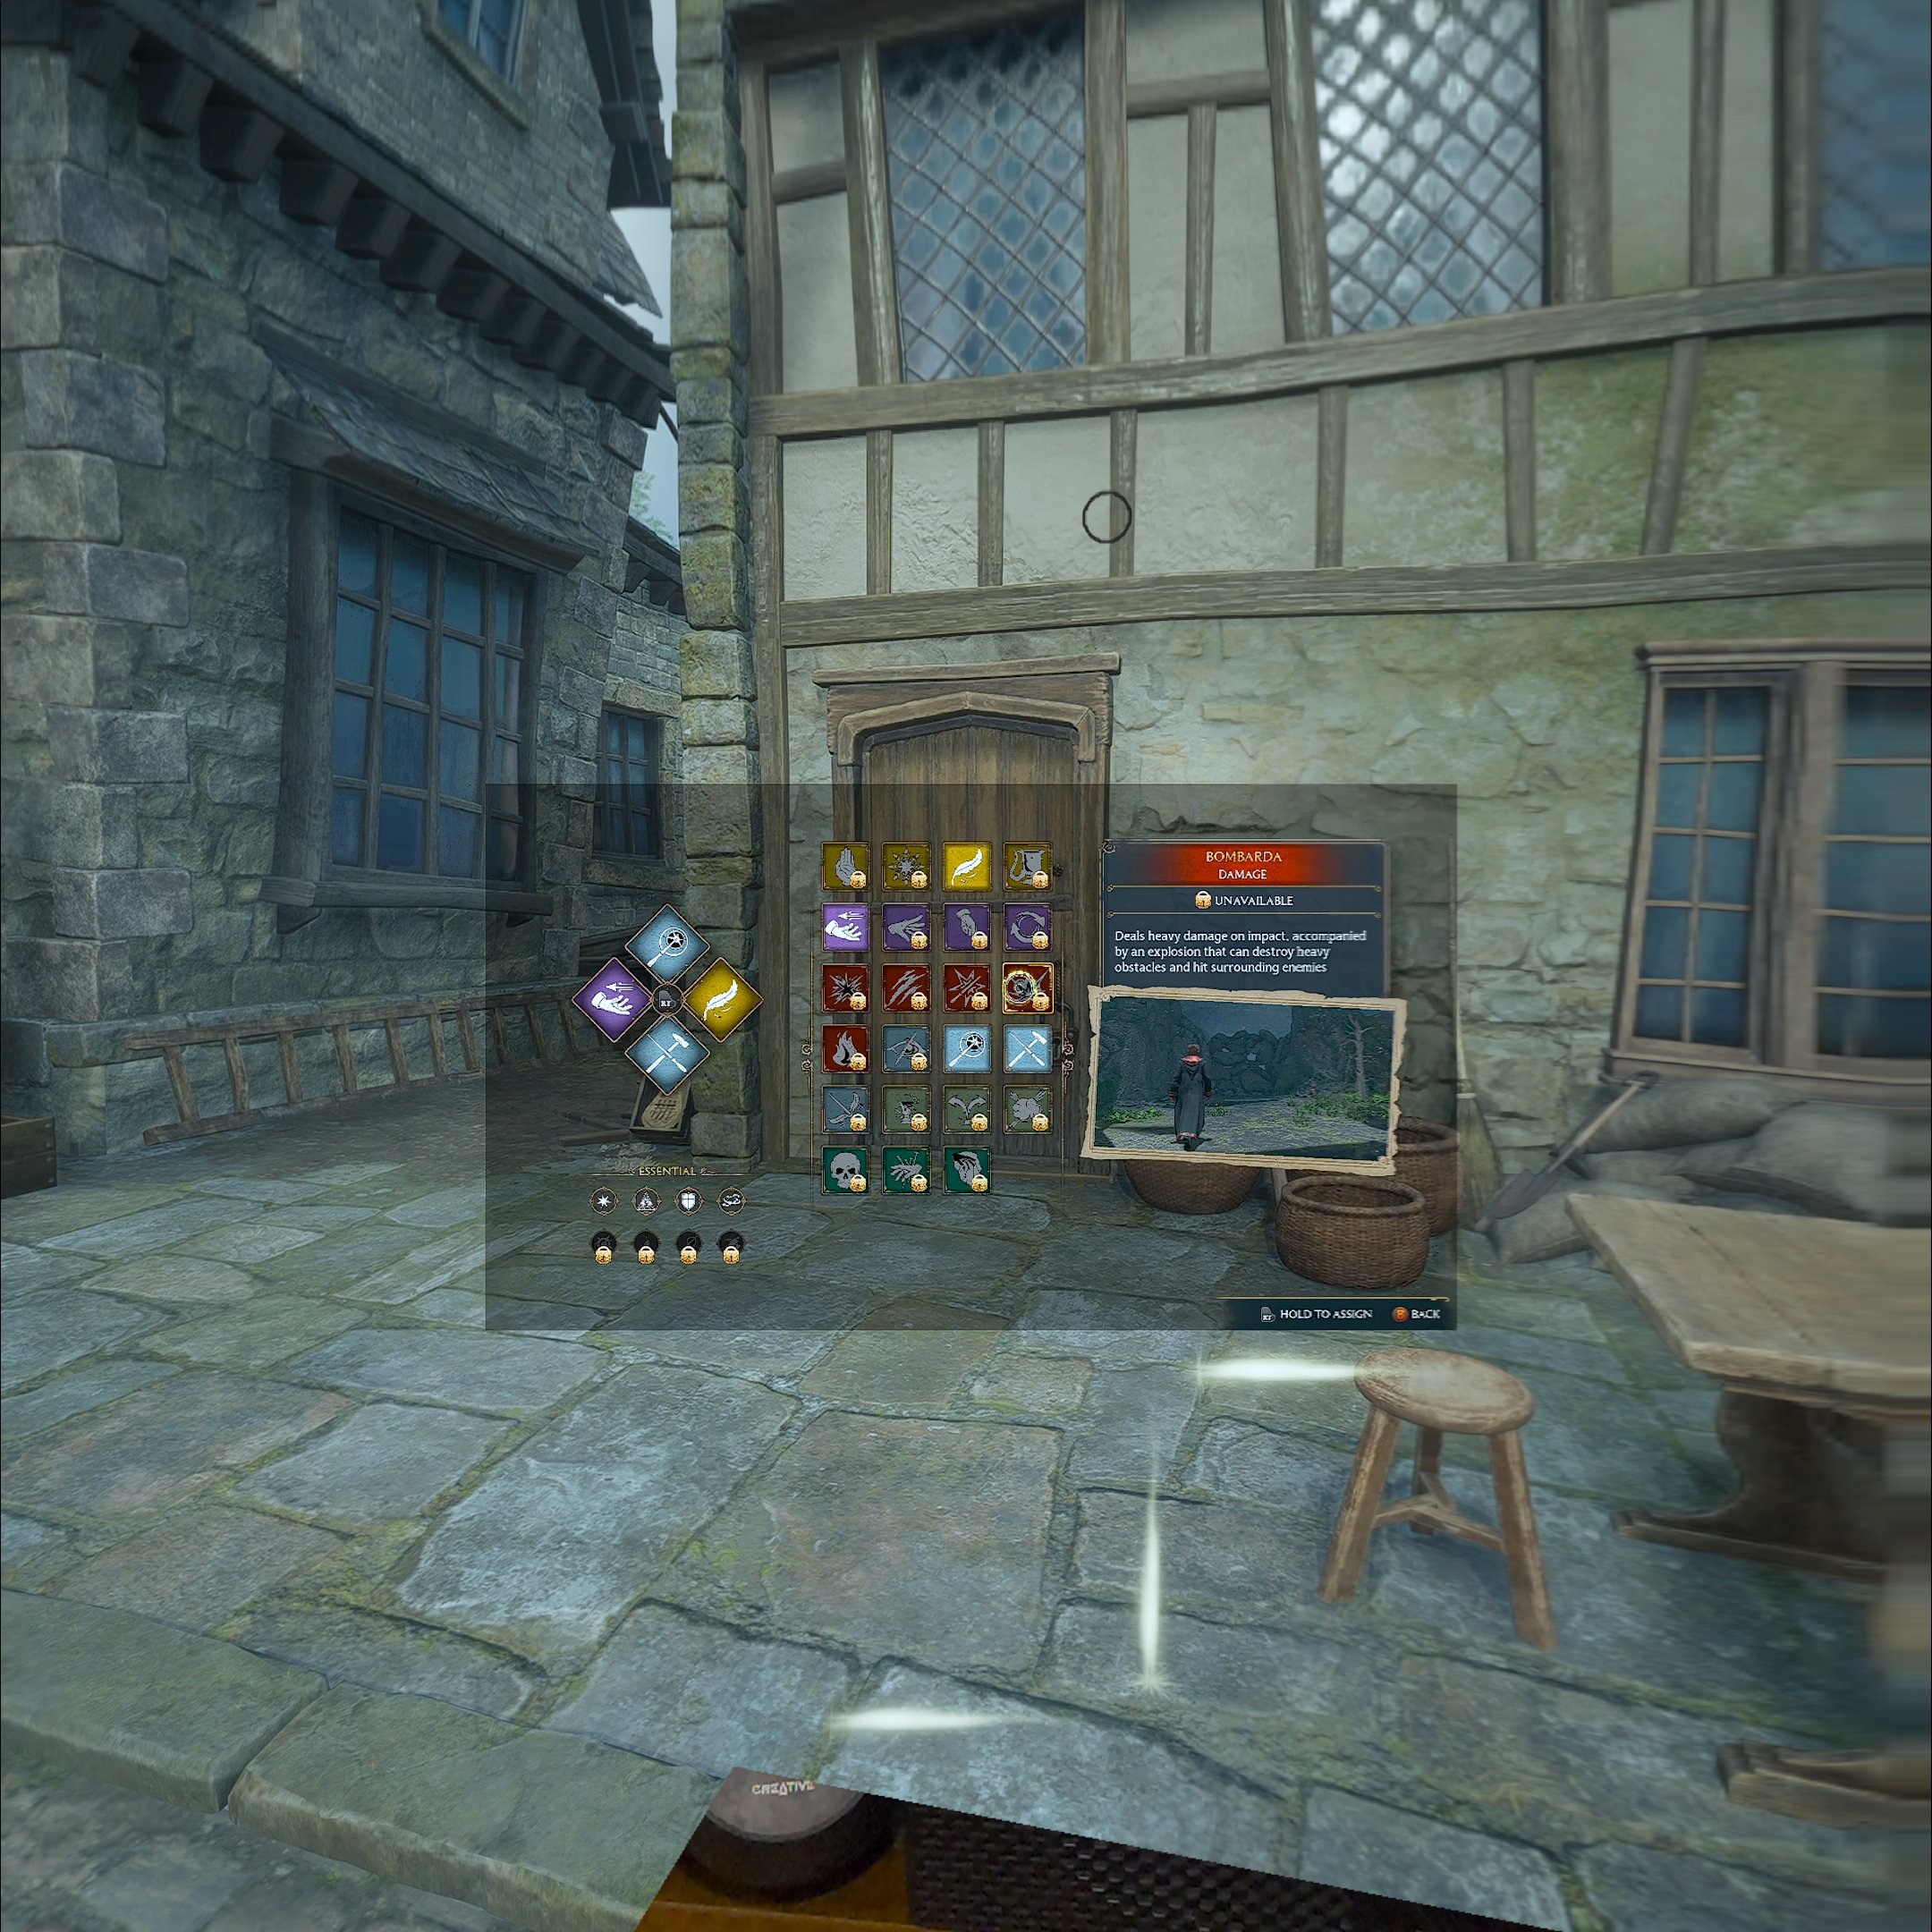 BOMBARDA
DAMAGE
UNAVAILABLE
Deals heavy damage on impact, accompanied
by an explosion that can destroy heavy
obstacles and hit surrounding enemies
RT
ESSENTIAL
RT HOLD TO ASSIGN B BACK
CREATIVE